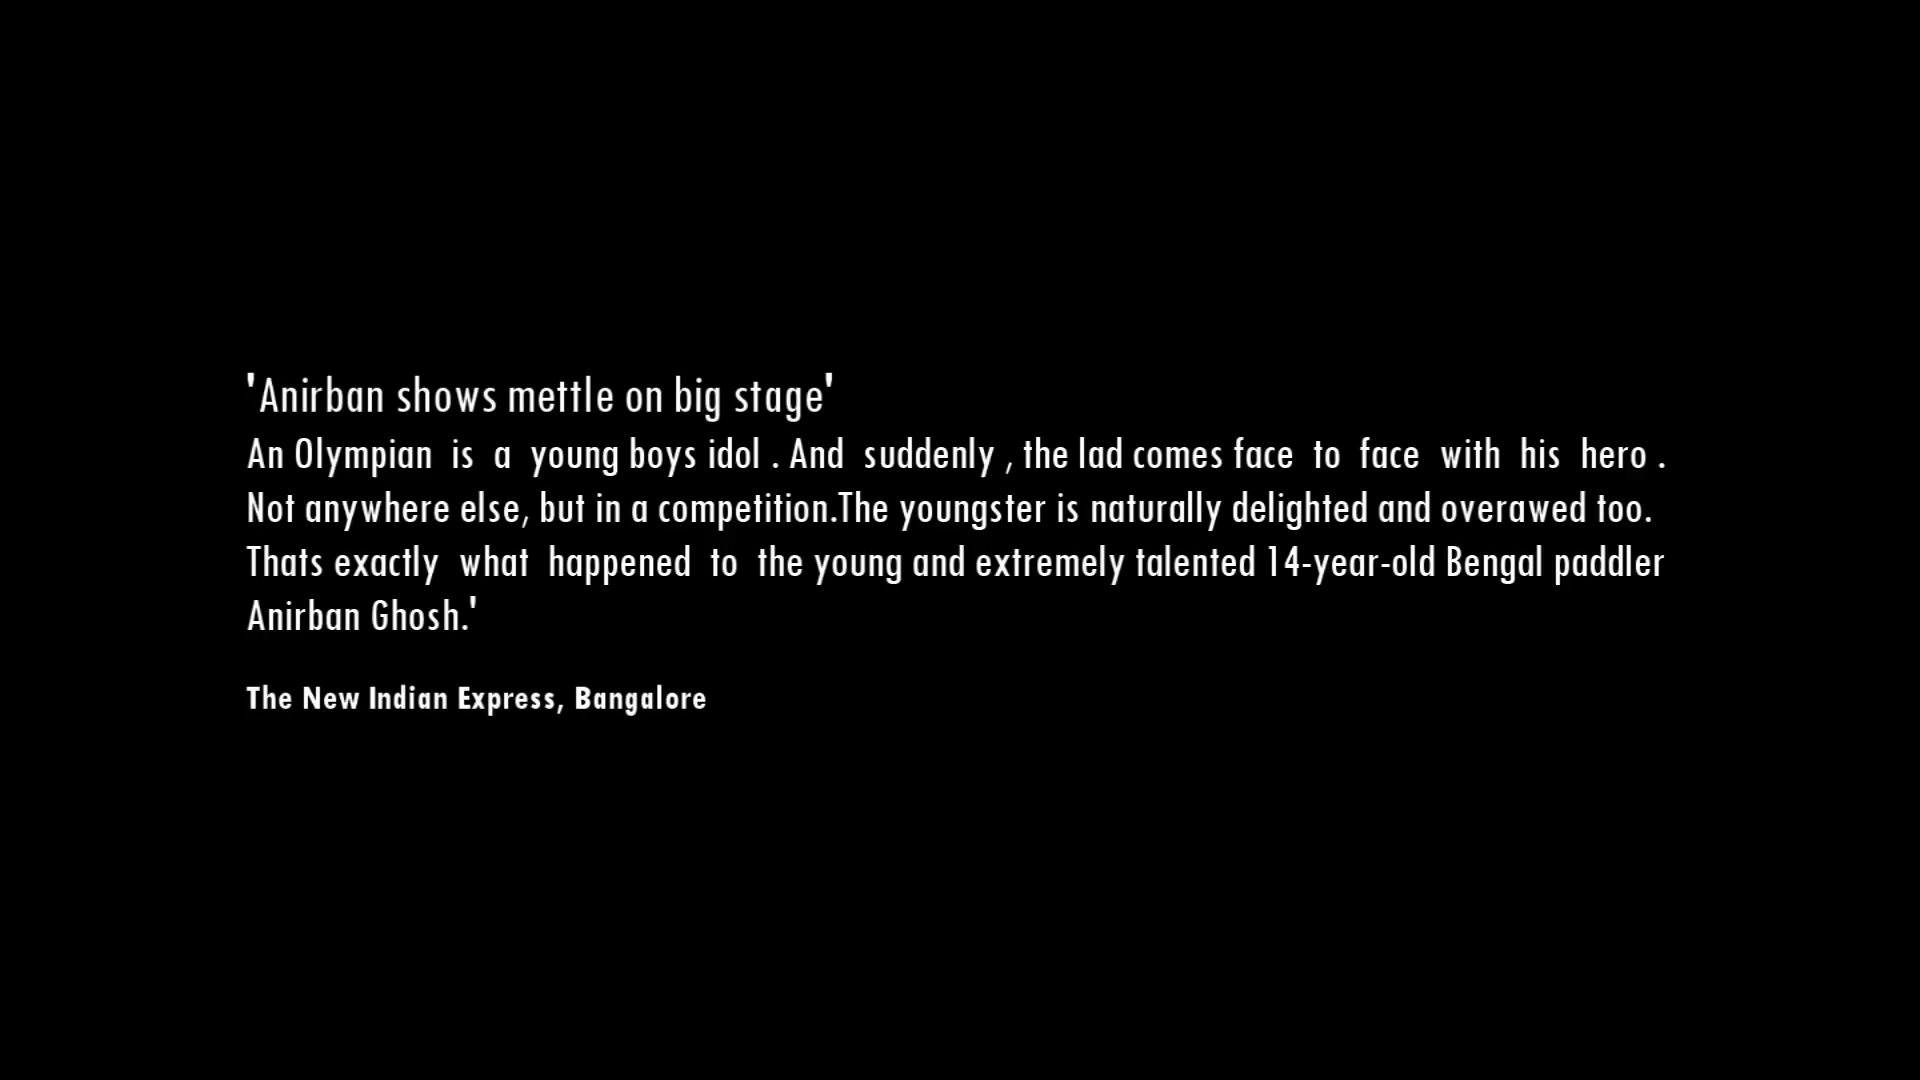 'Anirban shows mettle on big stage'
An Olympian is a young boys idol . And suddenly , the lad comes face to face with his hero .
Not anywhere else, but in a competition.The youngster is naturally delighted and overawed too.
Thats exactly what happened to the young and extremely talented 14-year-old Bengal paddler
Anirban Ghosh.'
The New Indian Express, Bangalore